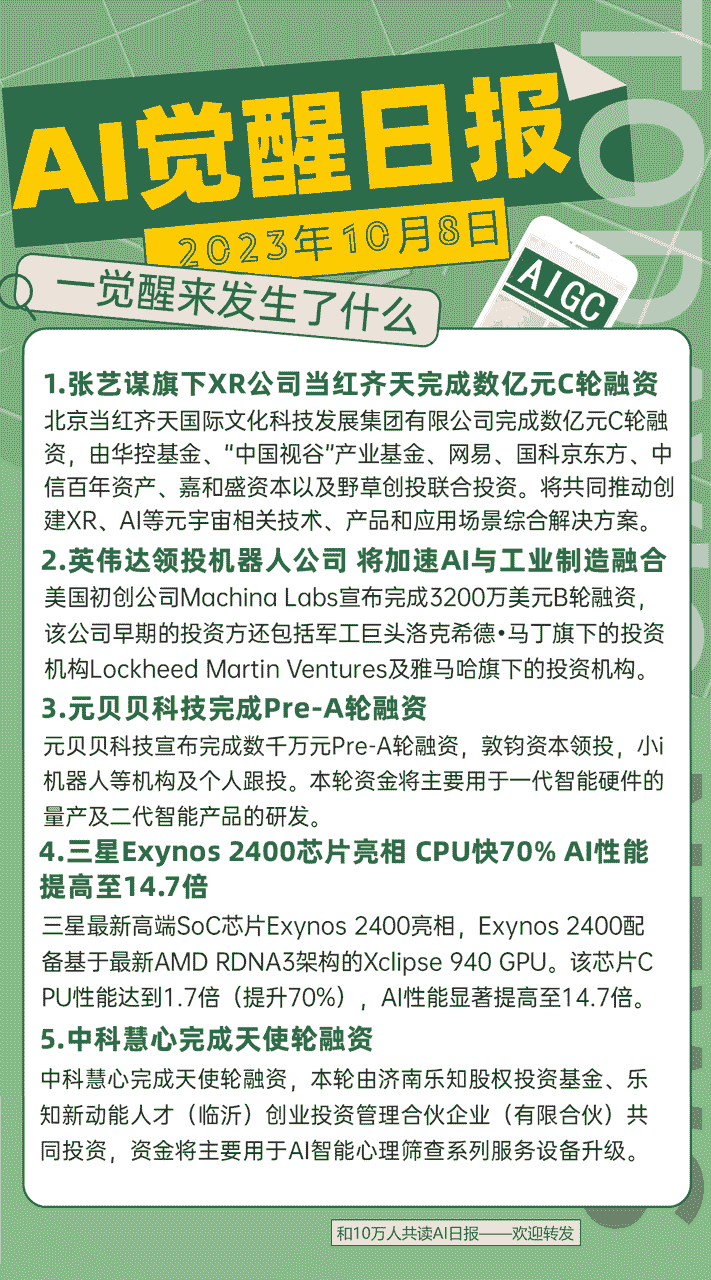 AI觉醒日报
2023年10月8日
一觉醒来发生了什么
AIGC
1.张艺谋旗下XR公司当红齐天完成数亿元C轮融资
北京当红齐天国际文化科技发展集团有限公司完成数亿元C轮融
资，由华控基金、“中国视谷”产业基金、网易、国科京东方、中
信百年资产、嘉和盛资本以及野草创投联合投资。将共同推动创
建XR、AI等元宇宙相关技术、产品和应用场景综合解决方案。
2.英伟达领投机器人公司 将加速AI与工业制造融合
美国初创公司Machina Labs宣布完成3200万美元B轮融资，
该公司早期的投资方还包括军工巨头洛克希德•马丁旗下的投资
机构Lockheed Martin Ventures及雅马哈旗下的投资机构。
3.元贝贝科技完成Pre-A轮融资
元贝贝科技宣布完成数千万元Pre-A轮融资，敦钧资本领投，小i
机器人等机构及个人跟投。本轮资金将主要用于一代智能硬件的
量产及二代智能产品的研发。
4.三星Exynos 2400芯片亮相 CPU快70% AI性能
提高至14.7倍
三星最新高端SoC芯片Exynos 2400亮相，Exynos 2400配
备基于最新AMD RDNA3架构的Xclipse 940 GPU。该芯片C
PU性能达到1.7倍（提升70%），AI性能显著提高至14.7倍。
5.中科慧心完成天使轮融资
中科慧心完成天使轮融资，本轮由济南乐知股权投资基金、乐
知新动能人才（临沂）创业投资管理合伙企业（有限合伙）共
同投资，资金将主要用于AI智能心理筛查系列服务设备升级。
和10万人共读AI日报——欢迎转发